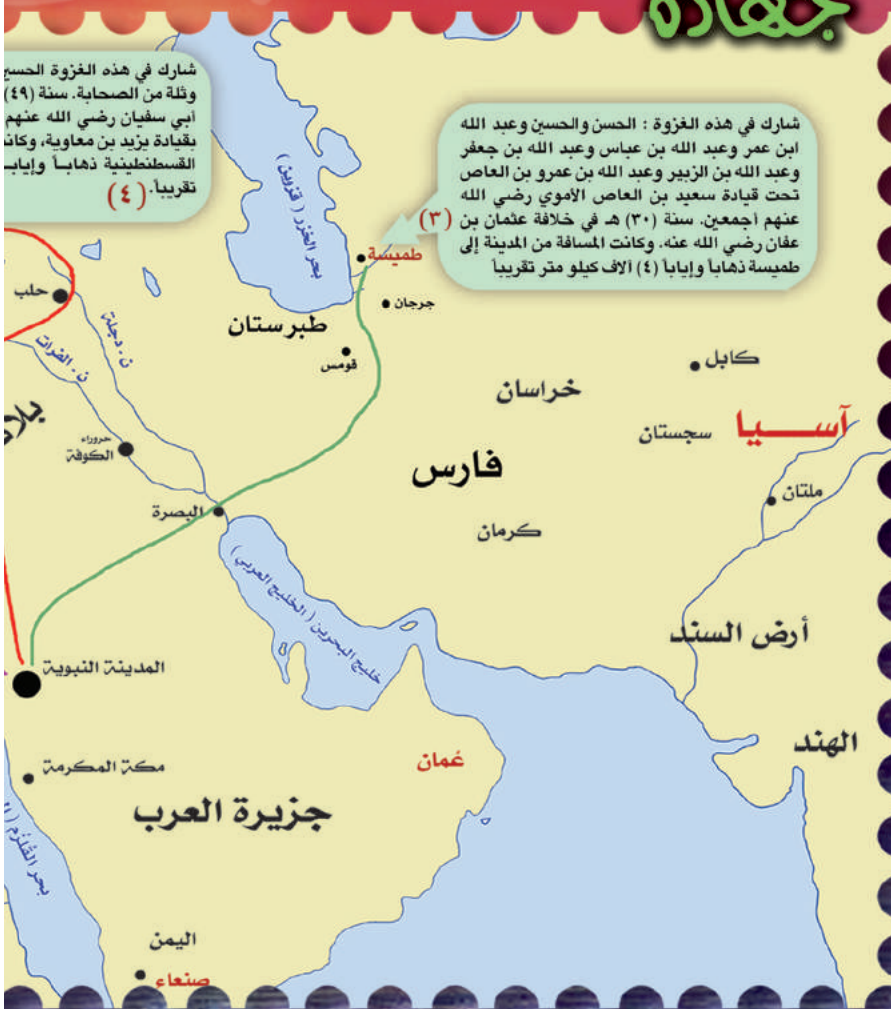 جهاده
شارك في هذه الغزوة : الحسن والحسين وعبد الله
ابن عمر وعبد الله بن عباس وعبد الله بن جعفر
وعبد الله بن الزبير وعبد الله بن عمرو بن العاص
تحت قيادة سعيد بن العاص الأموي رضي الله
عنهم أجمعين. سنة (٣٠) هـ في خلافة عثمان بن
عفان رضي الله عنه. وكانت المسافة من المدينة إلى
طميسة ذهاباً وإياباً (٤) آلاف كيلو متر تقريباً
(٣)
شارك في هذه الغزوة الحسين
وثلة من الصحابة. سنة (٤٩)
أبي سفيان رضي الله عنهم
بقيادة يزيد بن معاوية، وكانت
القسطنطينية ذهاباً وإياباً
تقريباً. (٤)
بحر الخزر ( قزوين )
طميسة
جرجان
طبرستان
قومس
حلب
ن. دجلة
ن. الفرات
كابل
خراسان
آسـيا
سجستان
حروراء
الكوفة
فارس
ملتان
البصرة
كرمان
خليج البحرين ( الخليج العربي )
أرض السند
المدينة النبوية
الهند
عُمان
مكة المكرمة
جزيرة العرب
بحر القُلْزُم
اليمن
صنعاء